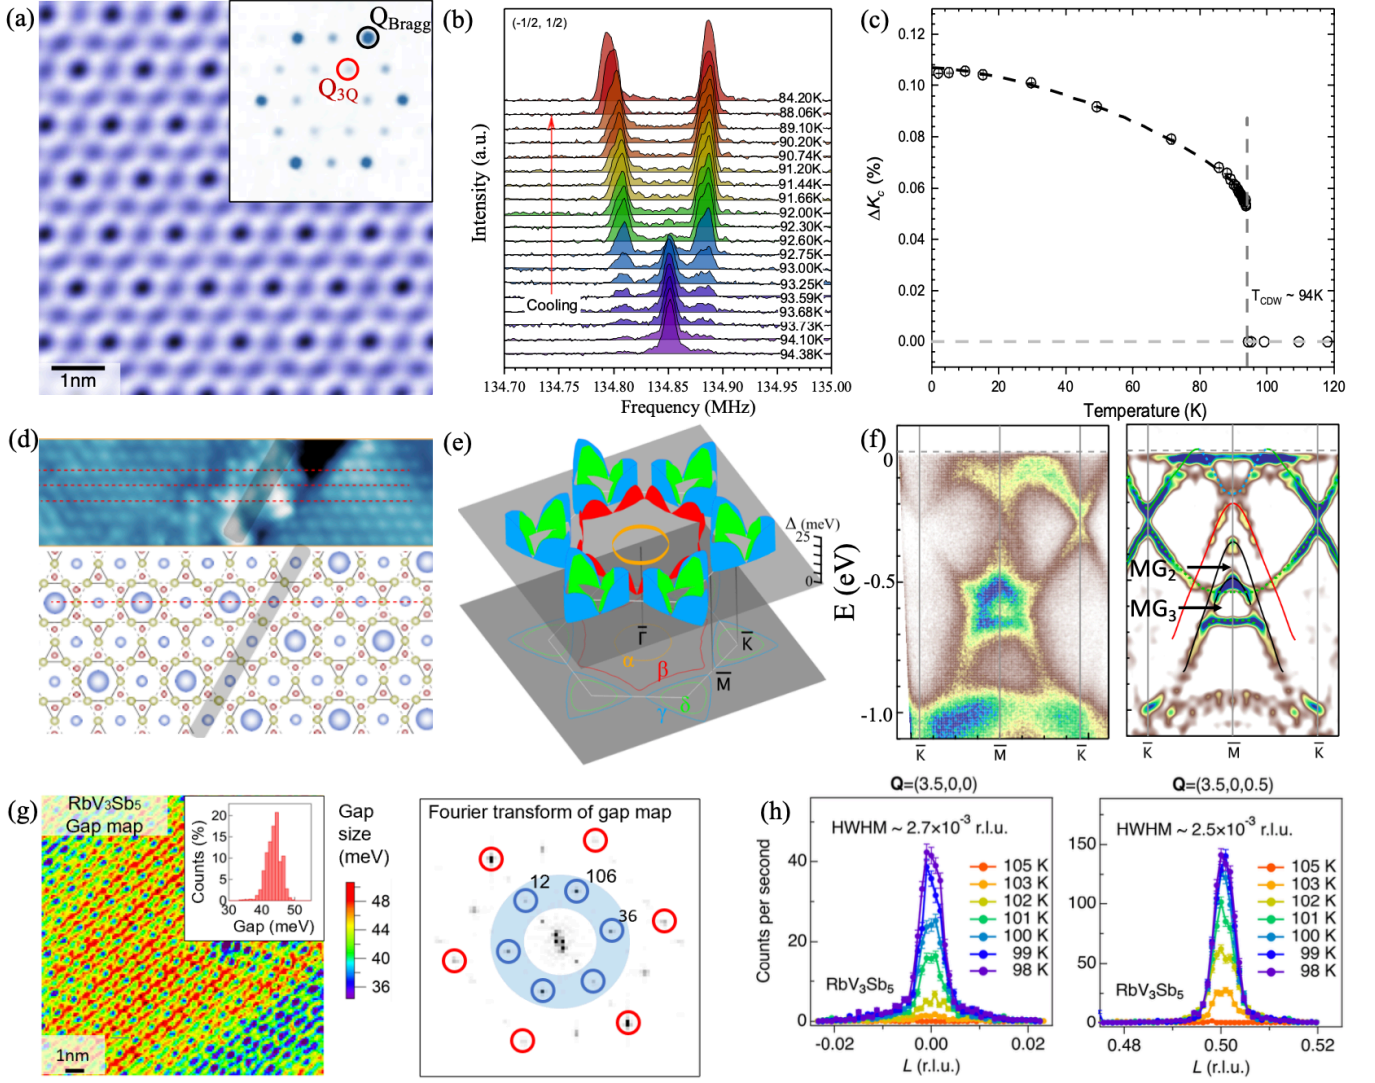 (a)
Q_Bragg
Q_3Q
1nm
(b)
(-1/2, 1/2)
Intensity (a.u.)
84.20K
88.06K
89.10K
90.20K
90.74K
91.20K
91.44K
91.66K
92.00K
92.30K
92.60K
92.75K
93.00K
93.25K
93.59K
93.68K
93.73K
94.10K
94.38K
Cooling
134.70 134.75 134.80 134.85 134.90 134.95 135.00
Frequency (MHz)
(c)
ΔK_c (%)
0.12
0.10
0.08
0.06
0.04
0.02
0.00
T_CDW ~ 94K
0 20 40 60 80 100 120
Temperature (K)
(d)
(e)
Δ (meV)
25
0
Γ̅
K̅
M̅
α
β
γ
δ
(f)
E (eV)
0
-0.5
-1.0
K̅ M̅ K̅
MG₂
MG₃
K̅ M̅ K̅
(g)
RbV₃Sb₅
Gap map
1nm
Counts (%)
20
15
10
5
0
30 40 50
Gap (meV)
Gap
size
(meV)
48
44
40
36
Fourier transform of gap map
12
106
36
(h)
Q=(3.5,0,0)
HWHM ~ 2.7×10⁻³ r.l.u.
Counts per second
40
20
0
105 K
103 K
102 K
101 K
100 K
99 K
98 K
RbV₃Sb₅
-0.02 0.00 0.02
L (r.l.u.)
Q=(3.5,0,0.5)
HWHM ~ 2.5×10⁻³ r.l.u.
150
100
50
0
105 K
103 K
102 K
101 K
100 K
99 K
98 K
RbV₃Sb₅
0.48 0.50 0.52
L (r.l.u.)